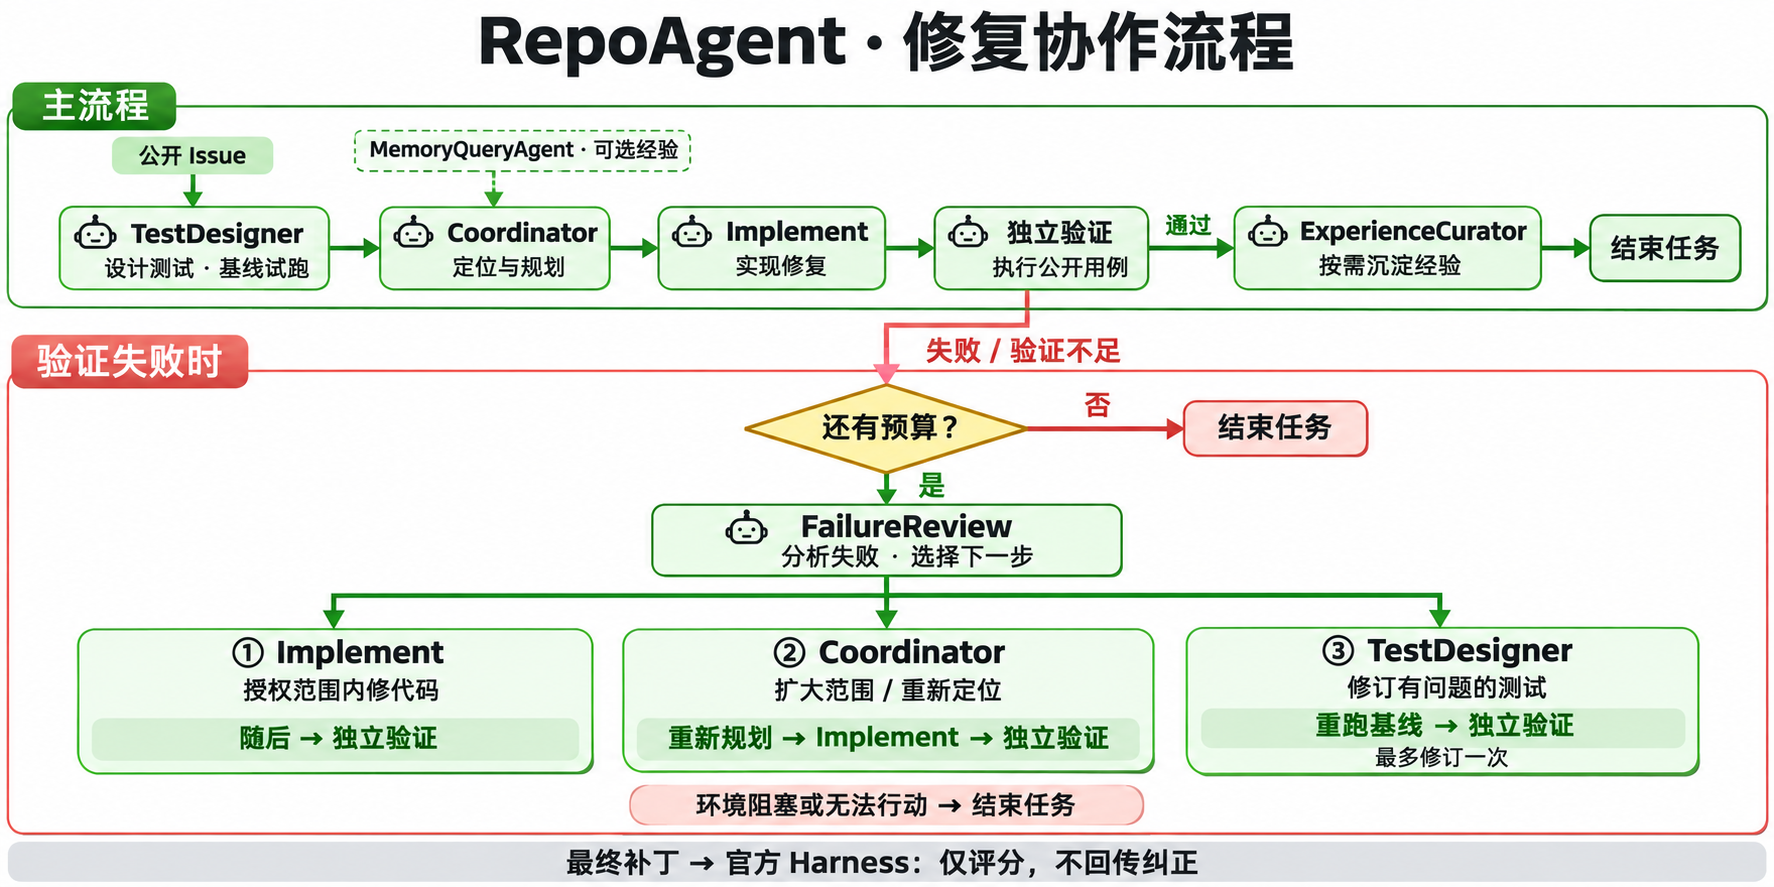 RepoAgent · 修复协作流程
主流程
公开 Issue
MemoryQueryAgent · 可选经验
TestDesigner
设计测试 · 基线试跑
Coordinator
定位与规划
Implement
实现修复
独立验证
执行公开用例
通过
ExperienceCurator
按需沉淀经验
结束任务
失败 / 验证不足
验证失败时
还有预算？
否
结束任务
是
FailureReview
分析失败 · 选择下一步
① Implement
授权范围内修代码
随后 → 独立验证
② Coordinator
扩大范围 / 重新定位
重新规划 → Implement → 独立验证
③ TestDesigner
修订有问题的测试
重跑基线 → 独立验证
最多修订一次
环境阻塞或无法行动 → 结束任务
最终补丁 → 官方 Harness：仅评分，不回传纠正